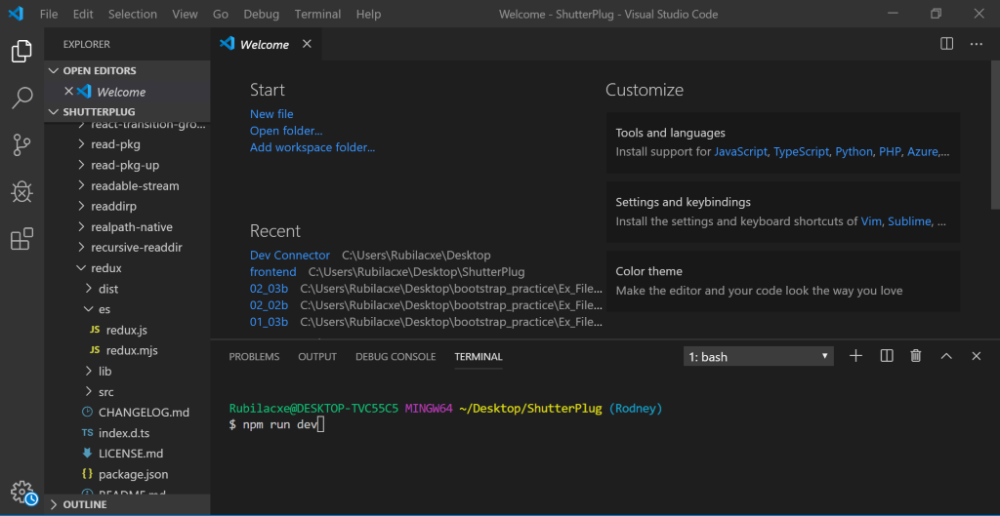 File Edit Selection View Go Debug Terminal Help Welcome - ShutterPlug - Visual Studio Code
EXPLORER
OPEN EDITORS
Welcome
SHUTTERPLUG
react-transition-gro...
read-pkg
read-pkg-up
readable-stream
readdirp
realpath-native
recursive-readdir
redux
dist
es
JS redux.js
JS redux.mjs
lib
src
CHANGELOG.md
TS index.d.ts
LICENSE.md
{} package.json
README.md
OUTLINE
Welcome
Start
New file
Open folder...
Add workspace folder...
Recent
Dev Connector C:\Users\Rubilacxe\Desktop
frontend C:\Users\Rubilacxe\Desktop\ShutterPlug
02_03b C:\Users\Rubilacxe\Desktop\bootstrap_practice\Ex_File...
02_02b C:\Users\Rubilacxe\Desktop\bootstrap_practice\Ex_File...
01_03b C:\Users\Rubilacxe\Desktop\bootstrap_practice\Ex_File...
Customize
Tools and languages
Install support for JavaScript, TypeScript, Python, PHP, Azure,...
Settings and keybindings
Install the settings and keyboard shortcuts of Vim, Sublime, ...
Color theme
Make the editor and your code look the way you love
PROBLEMS OUTPUT DEBUG CONSOLE TERMINAL 1: bash
Rubilacxe@DESKTOP-TVC55C5 MINGW64 ~/Desktop/ShutterPlug (Rodney)
$ npm run dev